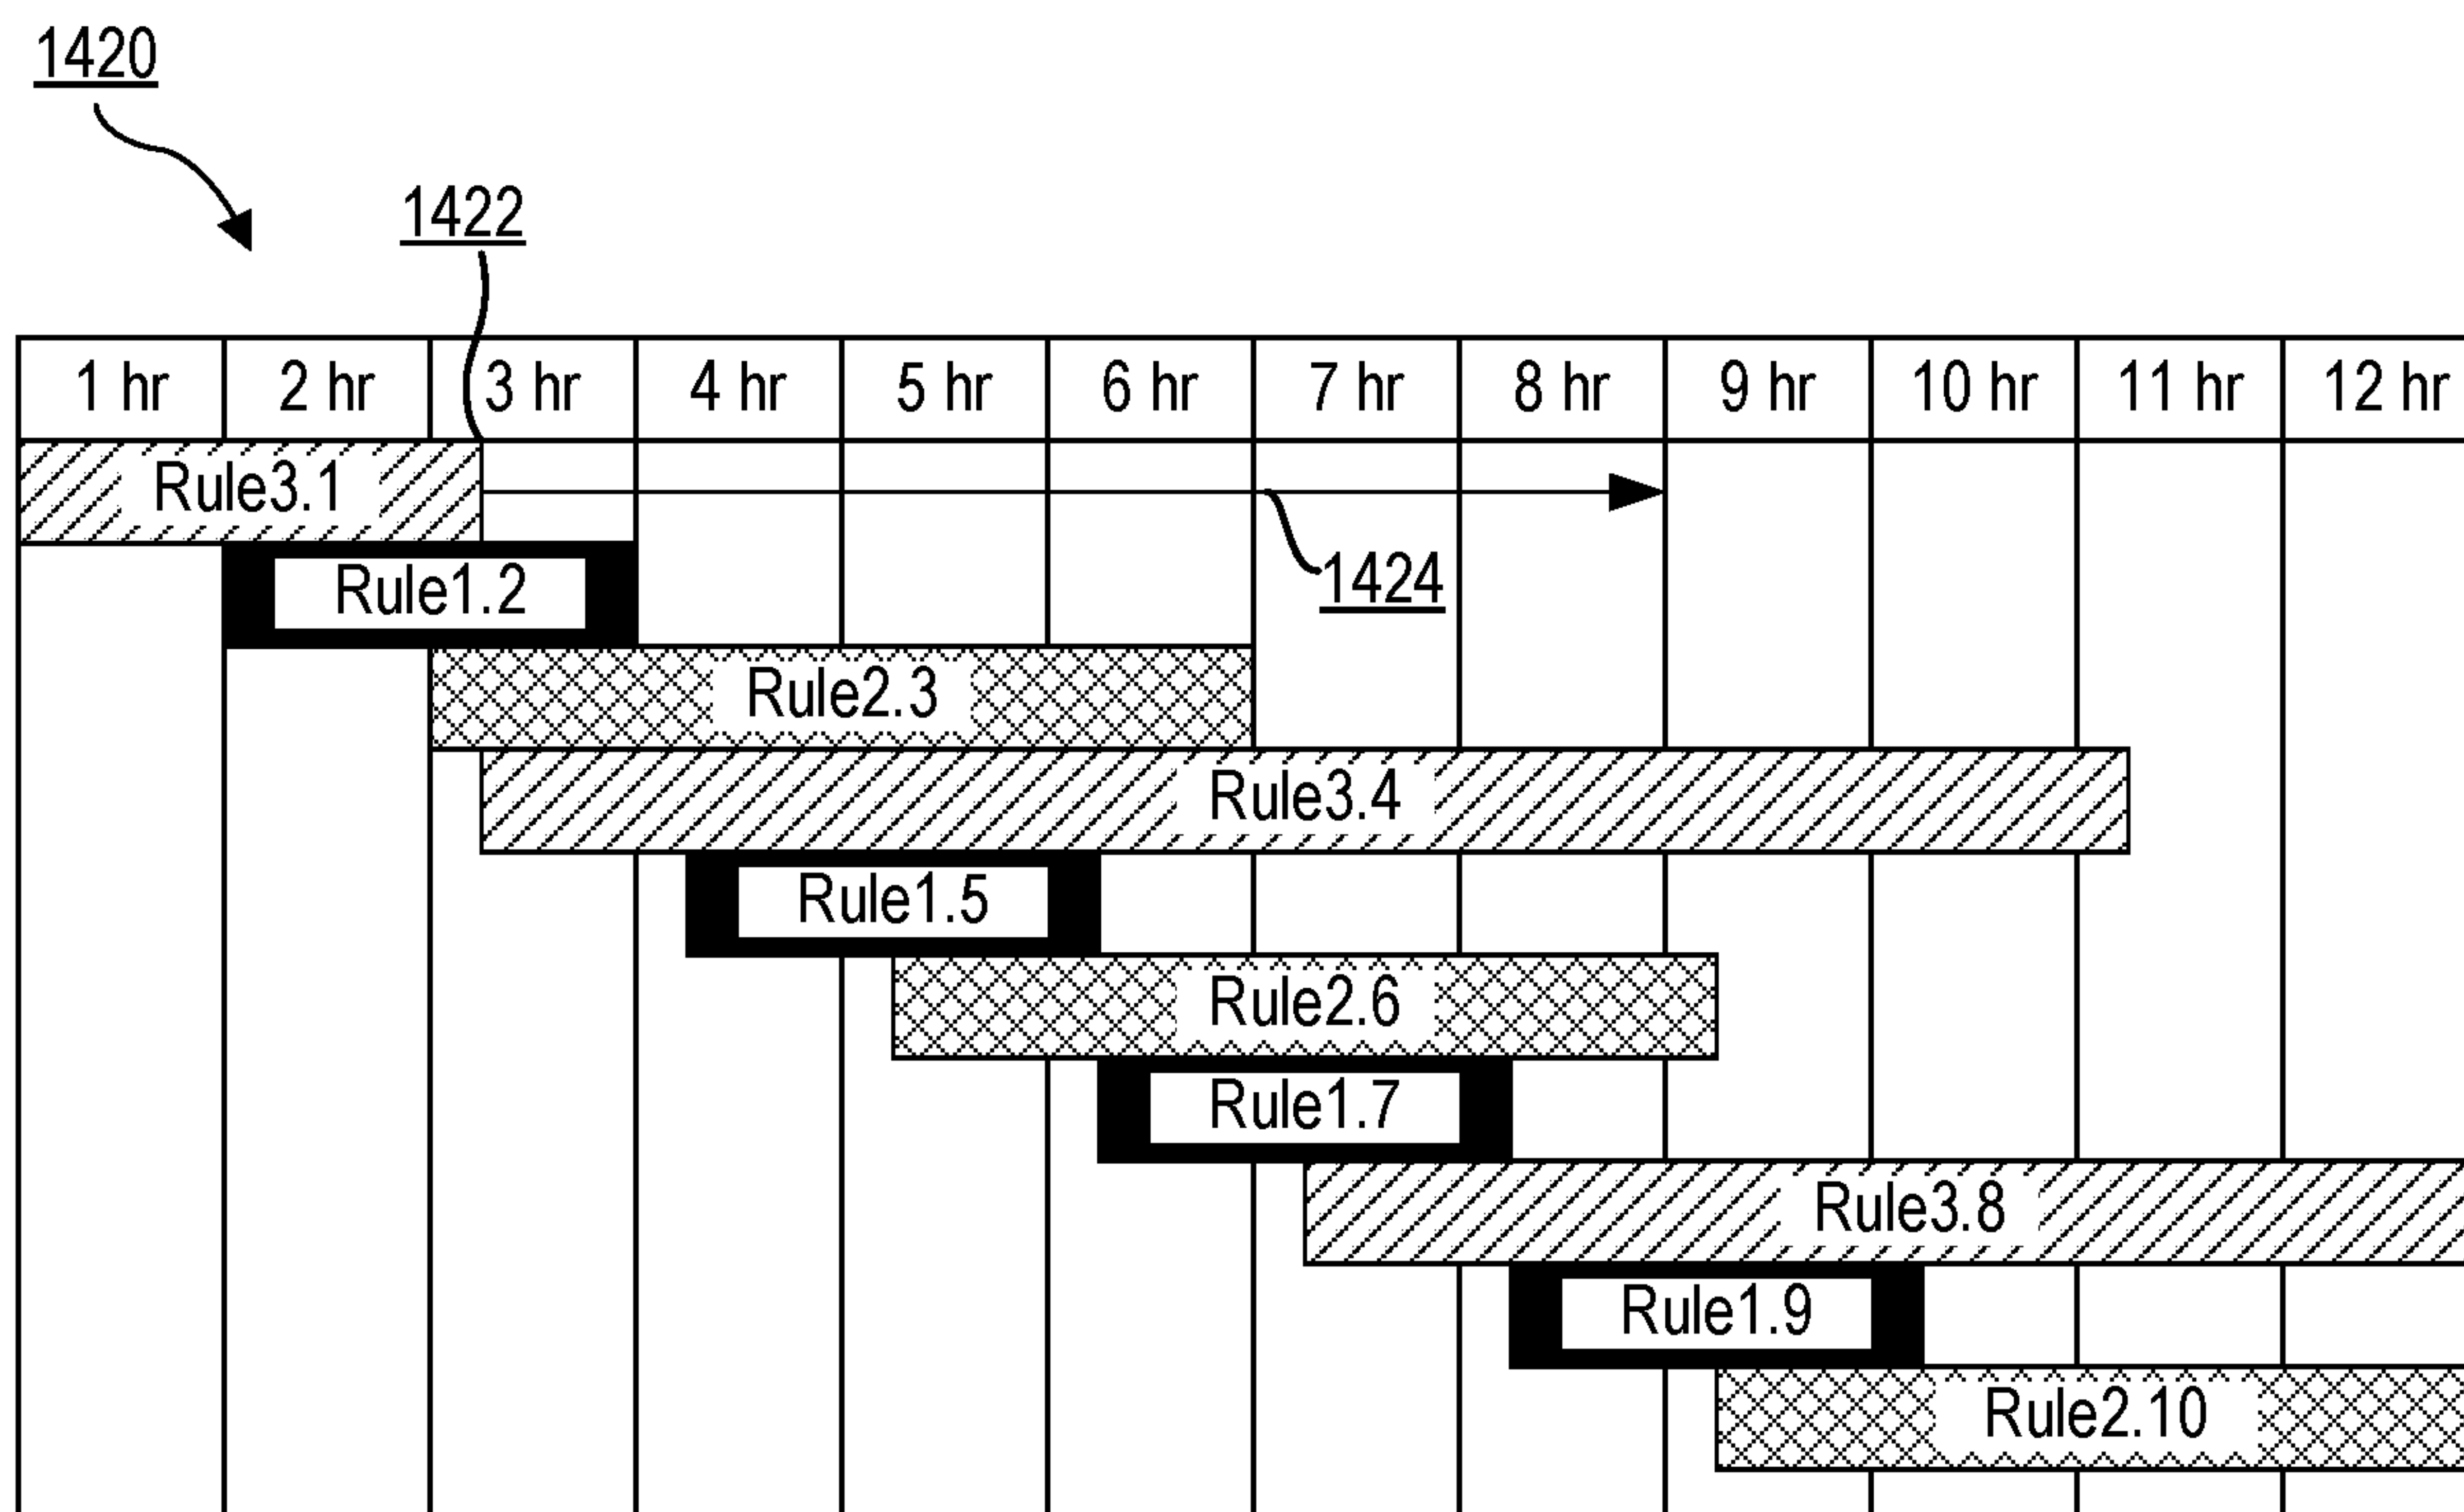 1420
1422
1 hr 2 hr 3 hr 4 hr 5 hr 6 hr 7 hr 8 hr 9 hr 10 hr 11 hr 12 hr
Rule3.1
1424
Rule1.2
Rule2.3
Rule3.4
Rule1.5
Rule2.6
Rule1.7
Rule3.8
Rule1.9
Rule2.10